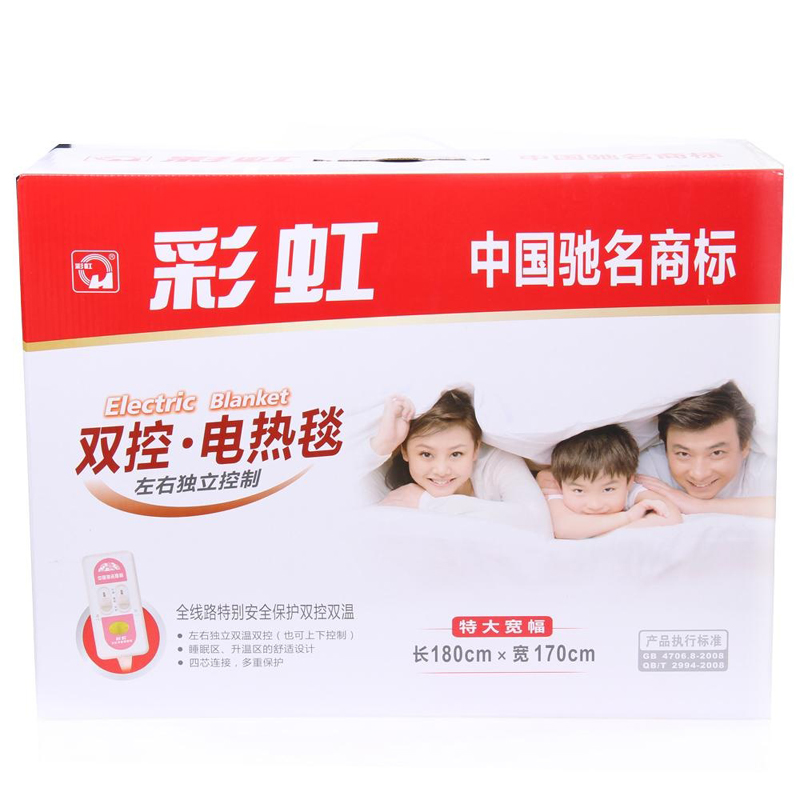 彩虹
®
彩虹
中国驰名商标
Electric Blanket
双控·电热毯
左右独立控制
全线路特别安全保护双控双温
• 左右独立双温双控（也可上下控制）
• 睡眠区、升温区的舒适设计
• 四芯连接，多重保护
特大宽幅
长180cm × 宽170cm
产品执行标准
GB 4706.8-2008
QB/T 2994-2008